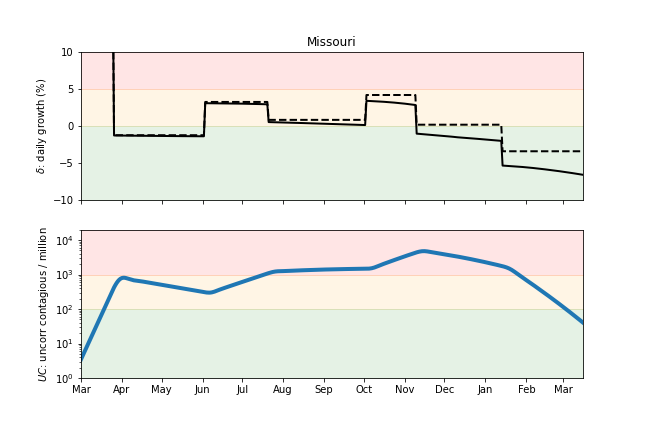 Missouri
δ: daily growth (%)
10
5
0
−5
−10
UC: uncorr contagious / million
10⁴
10³
10²
10¹
10⁰
Mar Apr May Jun Jul Aug Sep Oct Nov Dec Jan Feb Mar